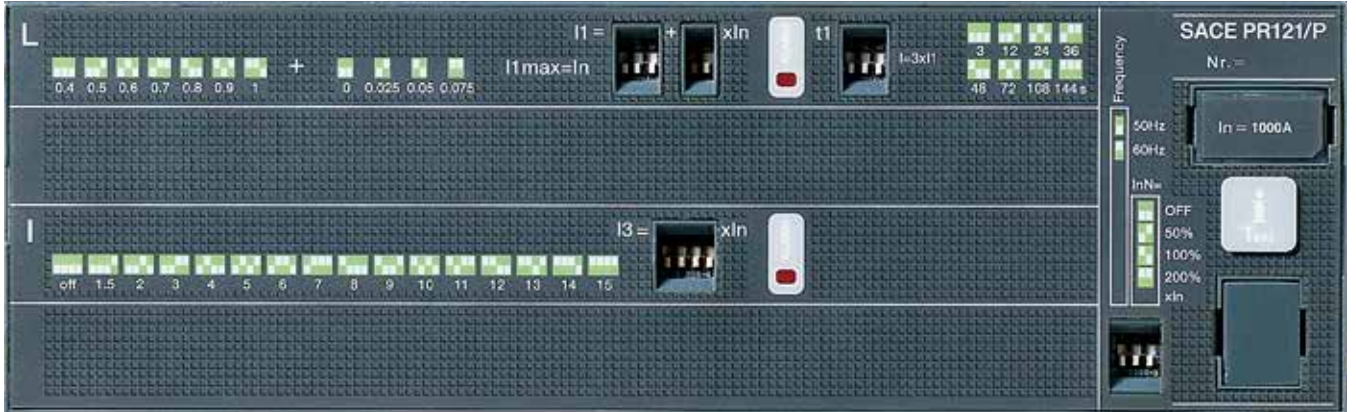 L
I1 = + xIn
I1max=In
0.4 0.5 0.6 0.7 0.8 0.9 1 + 0 0.025 0.05 0.075
t1
I=3xI1
3 12 24 36
48 72 108 144 s
I
I3 = xIn
off 1.5 2 3 4 5 6 7 8 9 10 11 12 13 14 15
Frequency
50Hz
60Hz
InN=
OFF
50%
100%
200%
xIn
SACE PR121/P
Nr. =
In = 1000A
i
Test